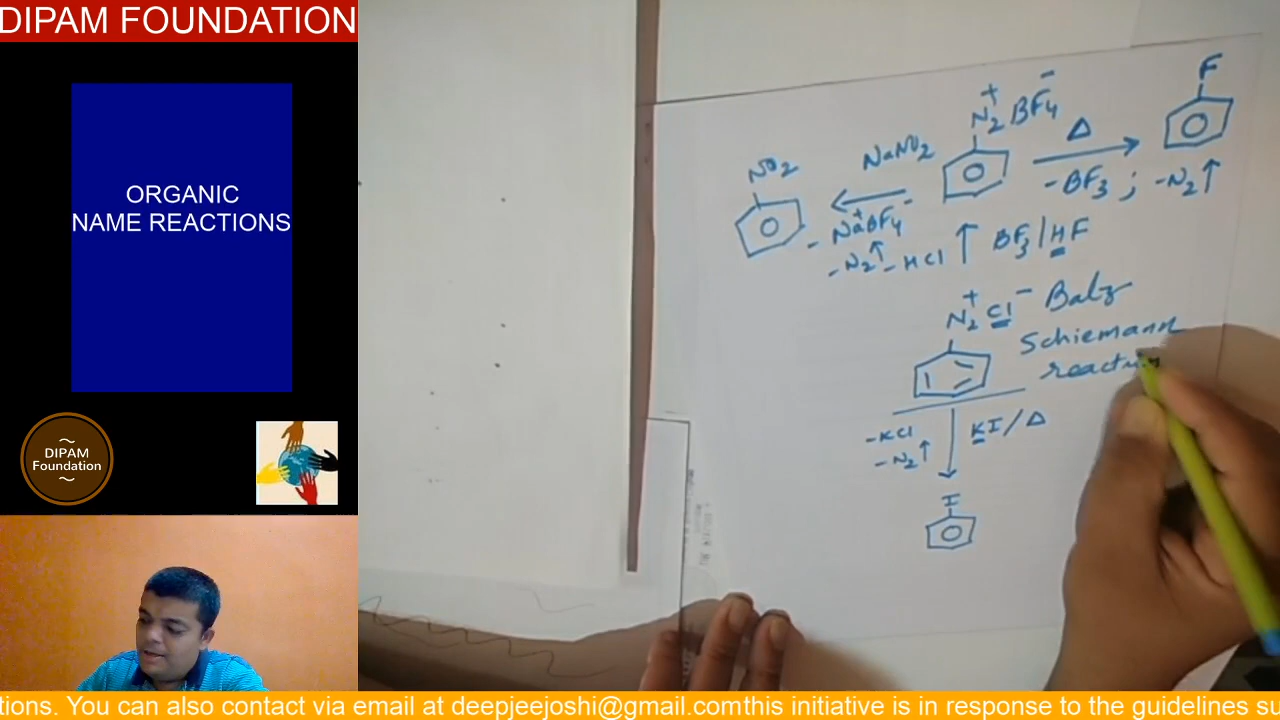 DIPAM FOUNDATION
ORGANIC
NAME REACTIONS
DIPAM
Foundation
F
N2+ BF4-
Δ
-BF3 ; -N2↑
NO2
NaNO2
- Na+BF4-
-N2↑ -HCl
BF3/HF
N2+ Cl- Balz
Schiemann
reaction
-KCl
-N2↑
KI/Δ
I
tions. You can also contact via email at deepjeejoshi@gmail.comthis initiative is in response to the guidelines su